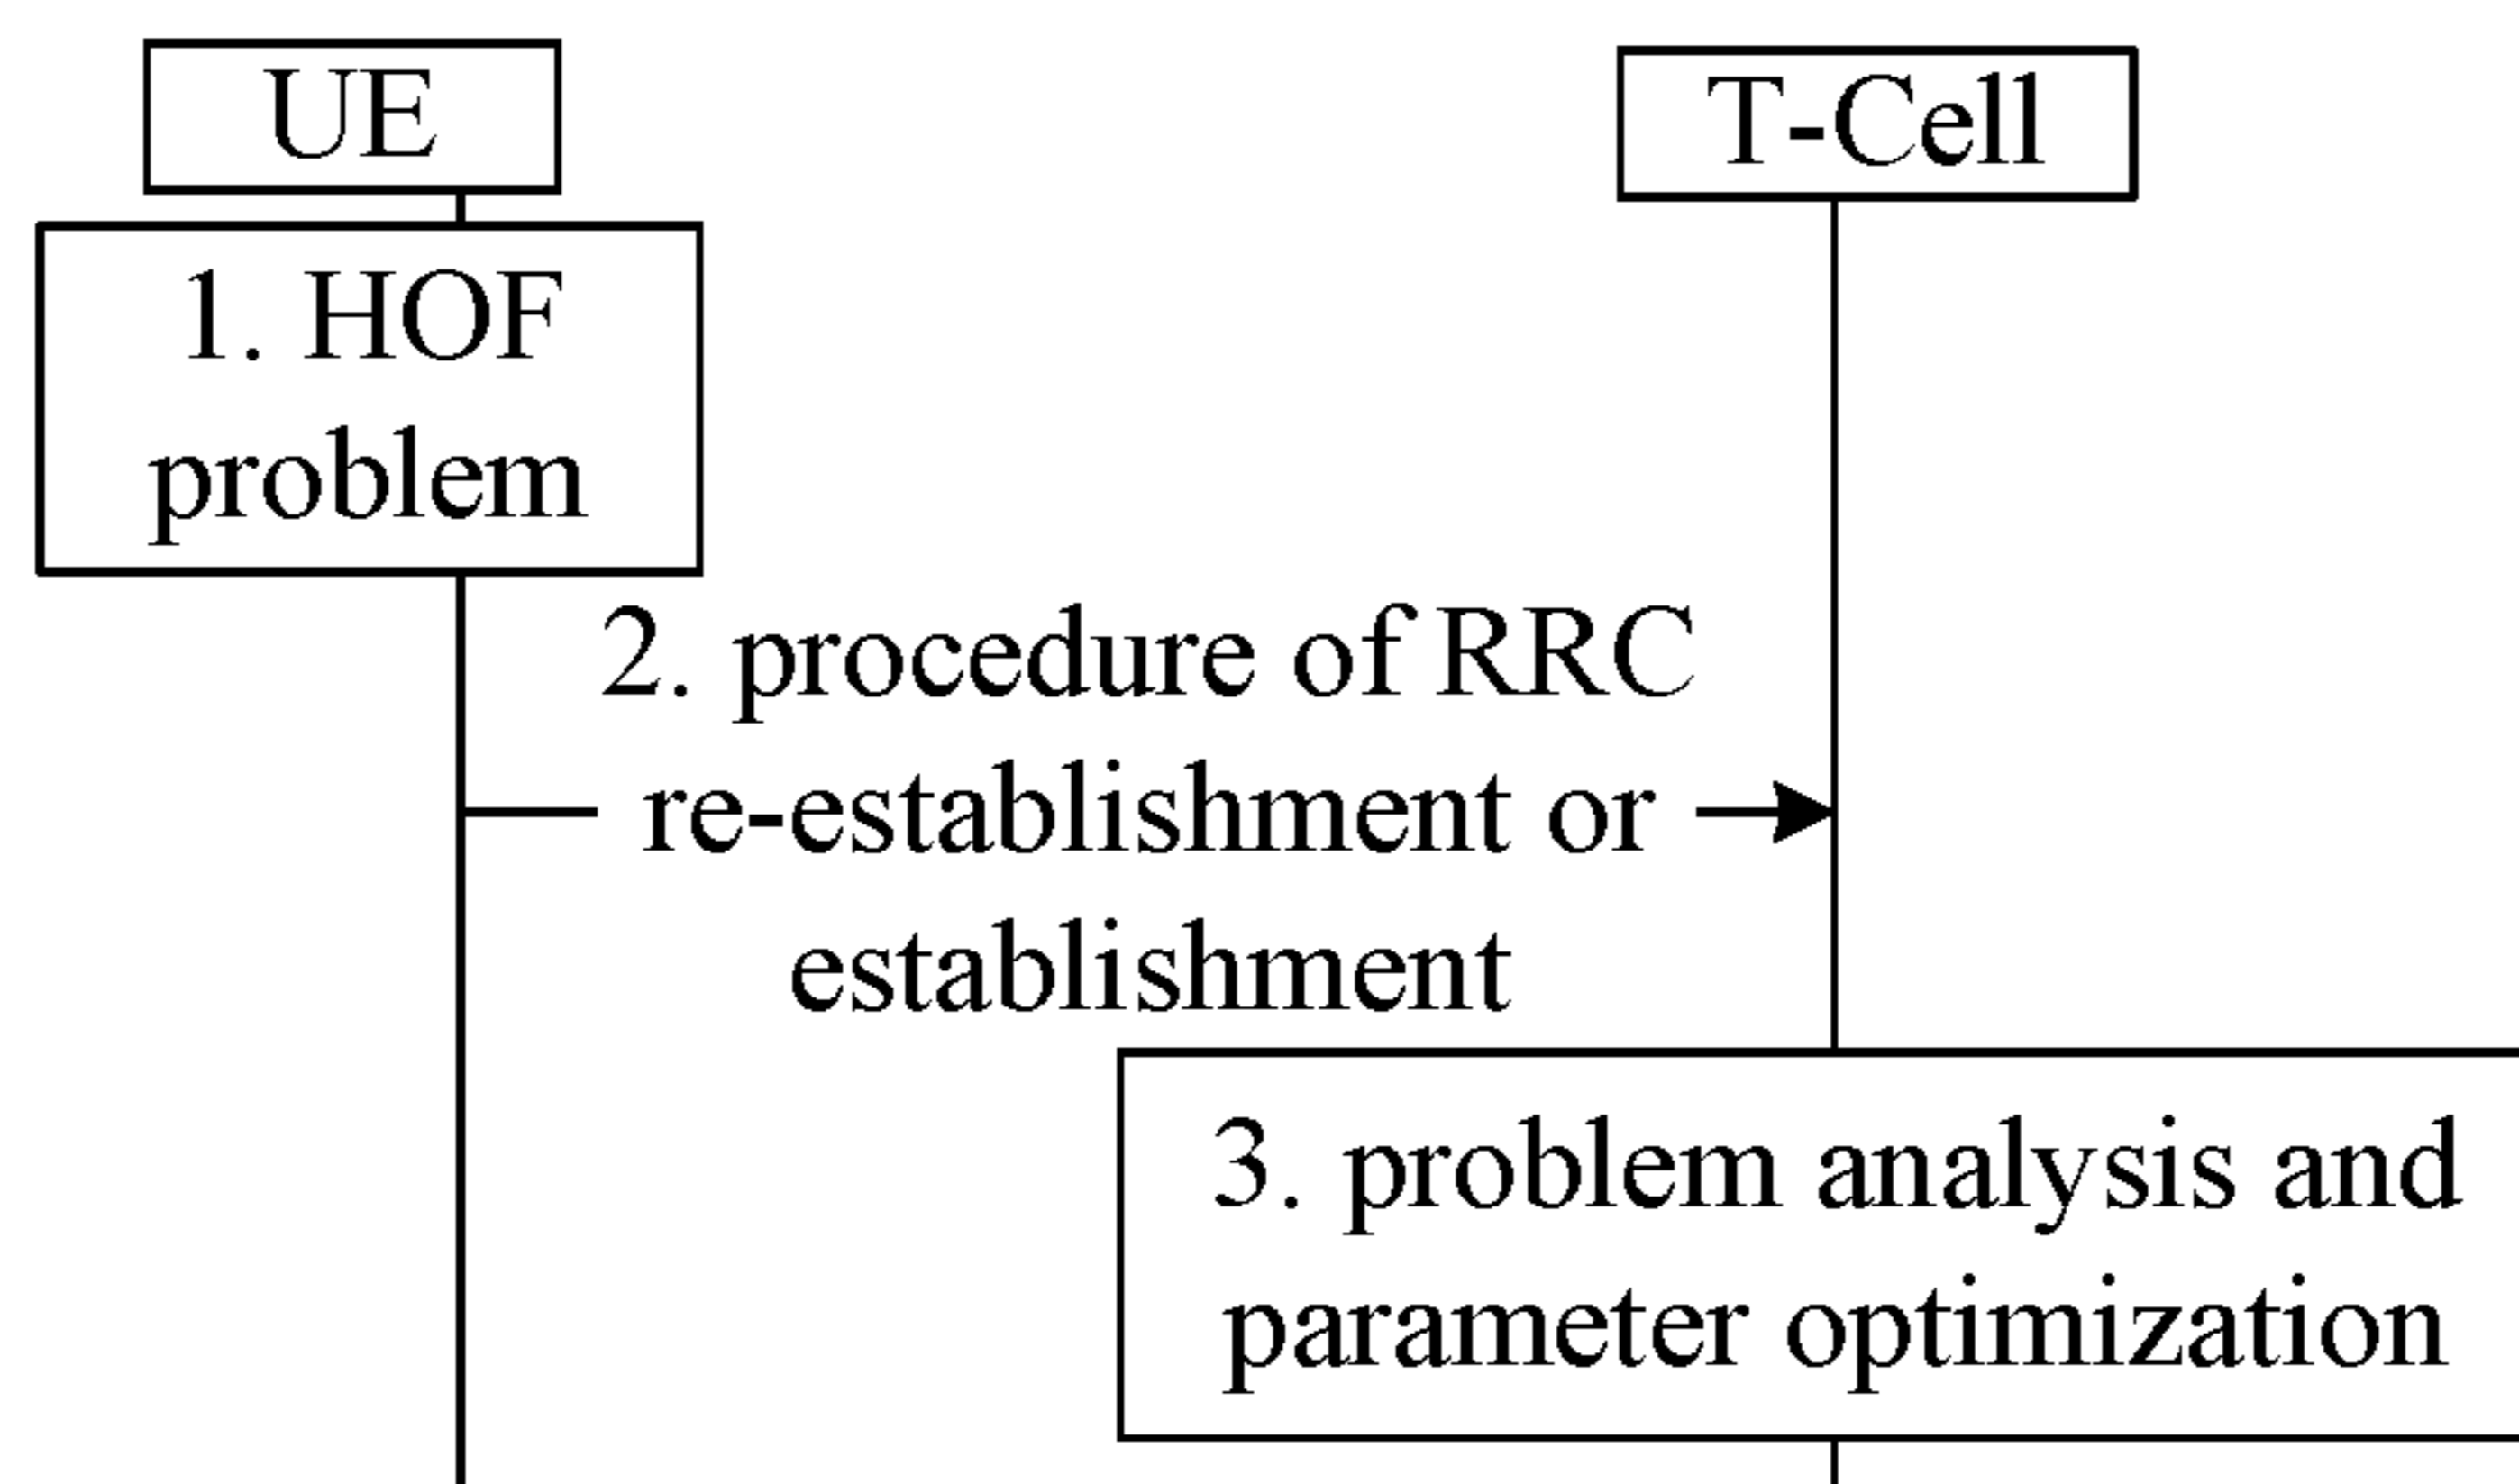 UE
T-Cell
1. HOF
problem
2. procedure of RRC
re-establishment or
establishment
3. problem analysis and
parameter optimization